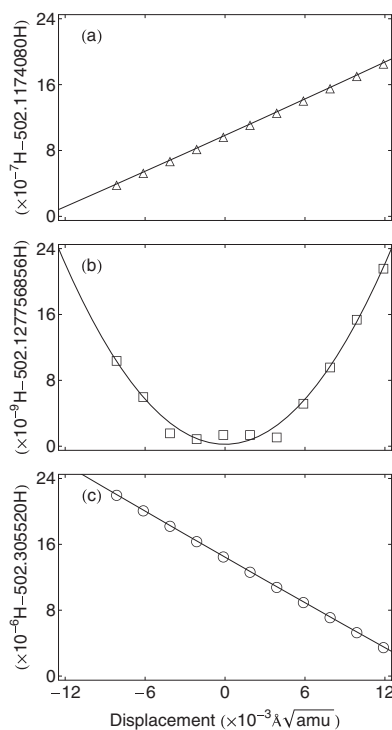 (a)
24
16
8
0
(×10⁻⁷H−502.1174080H)
(b)
24
16
8
0
(×10⁻⁹H−502.127756856H)
(c)
24
16
8
0
(×10⁻⁶H−502.305520H)
−12 −6 0 6 12
Displacement (×10⁻³Å√amu)